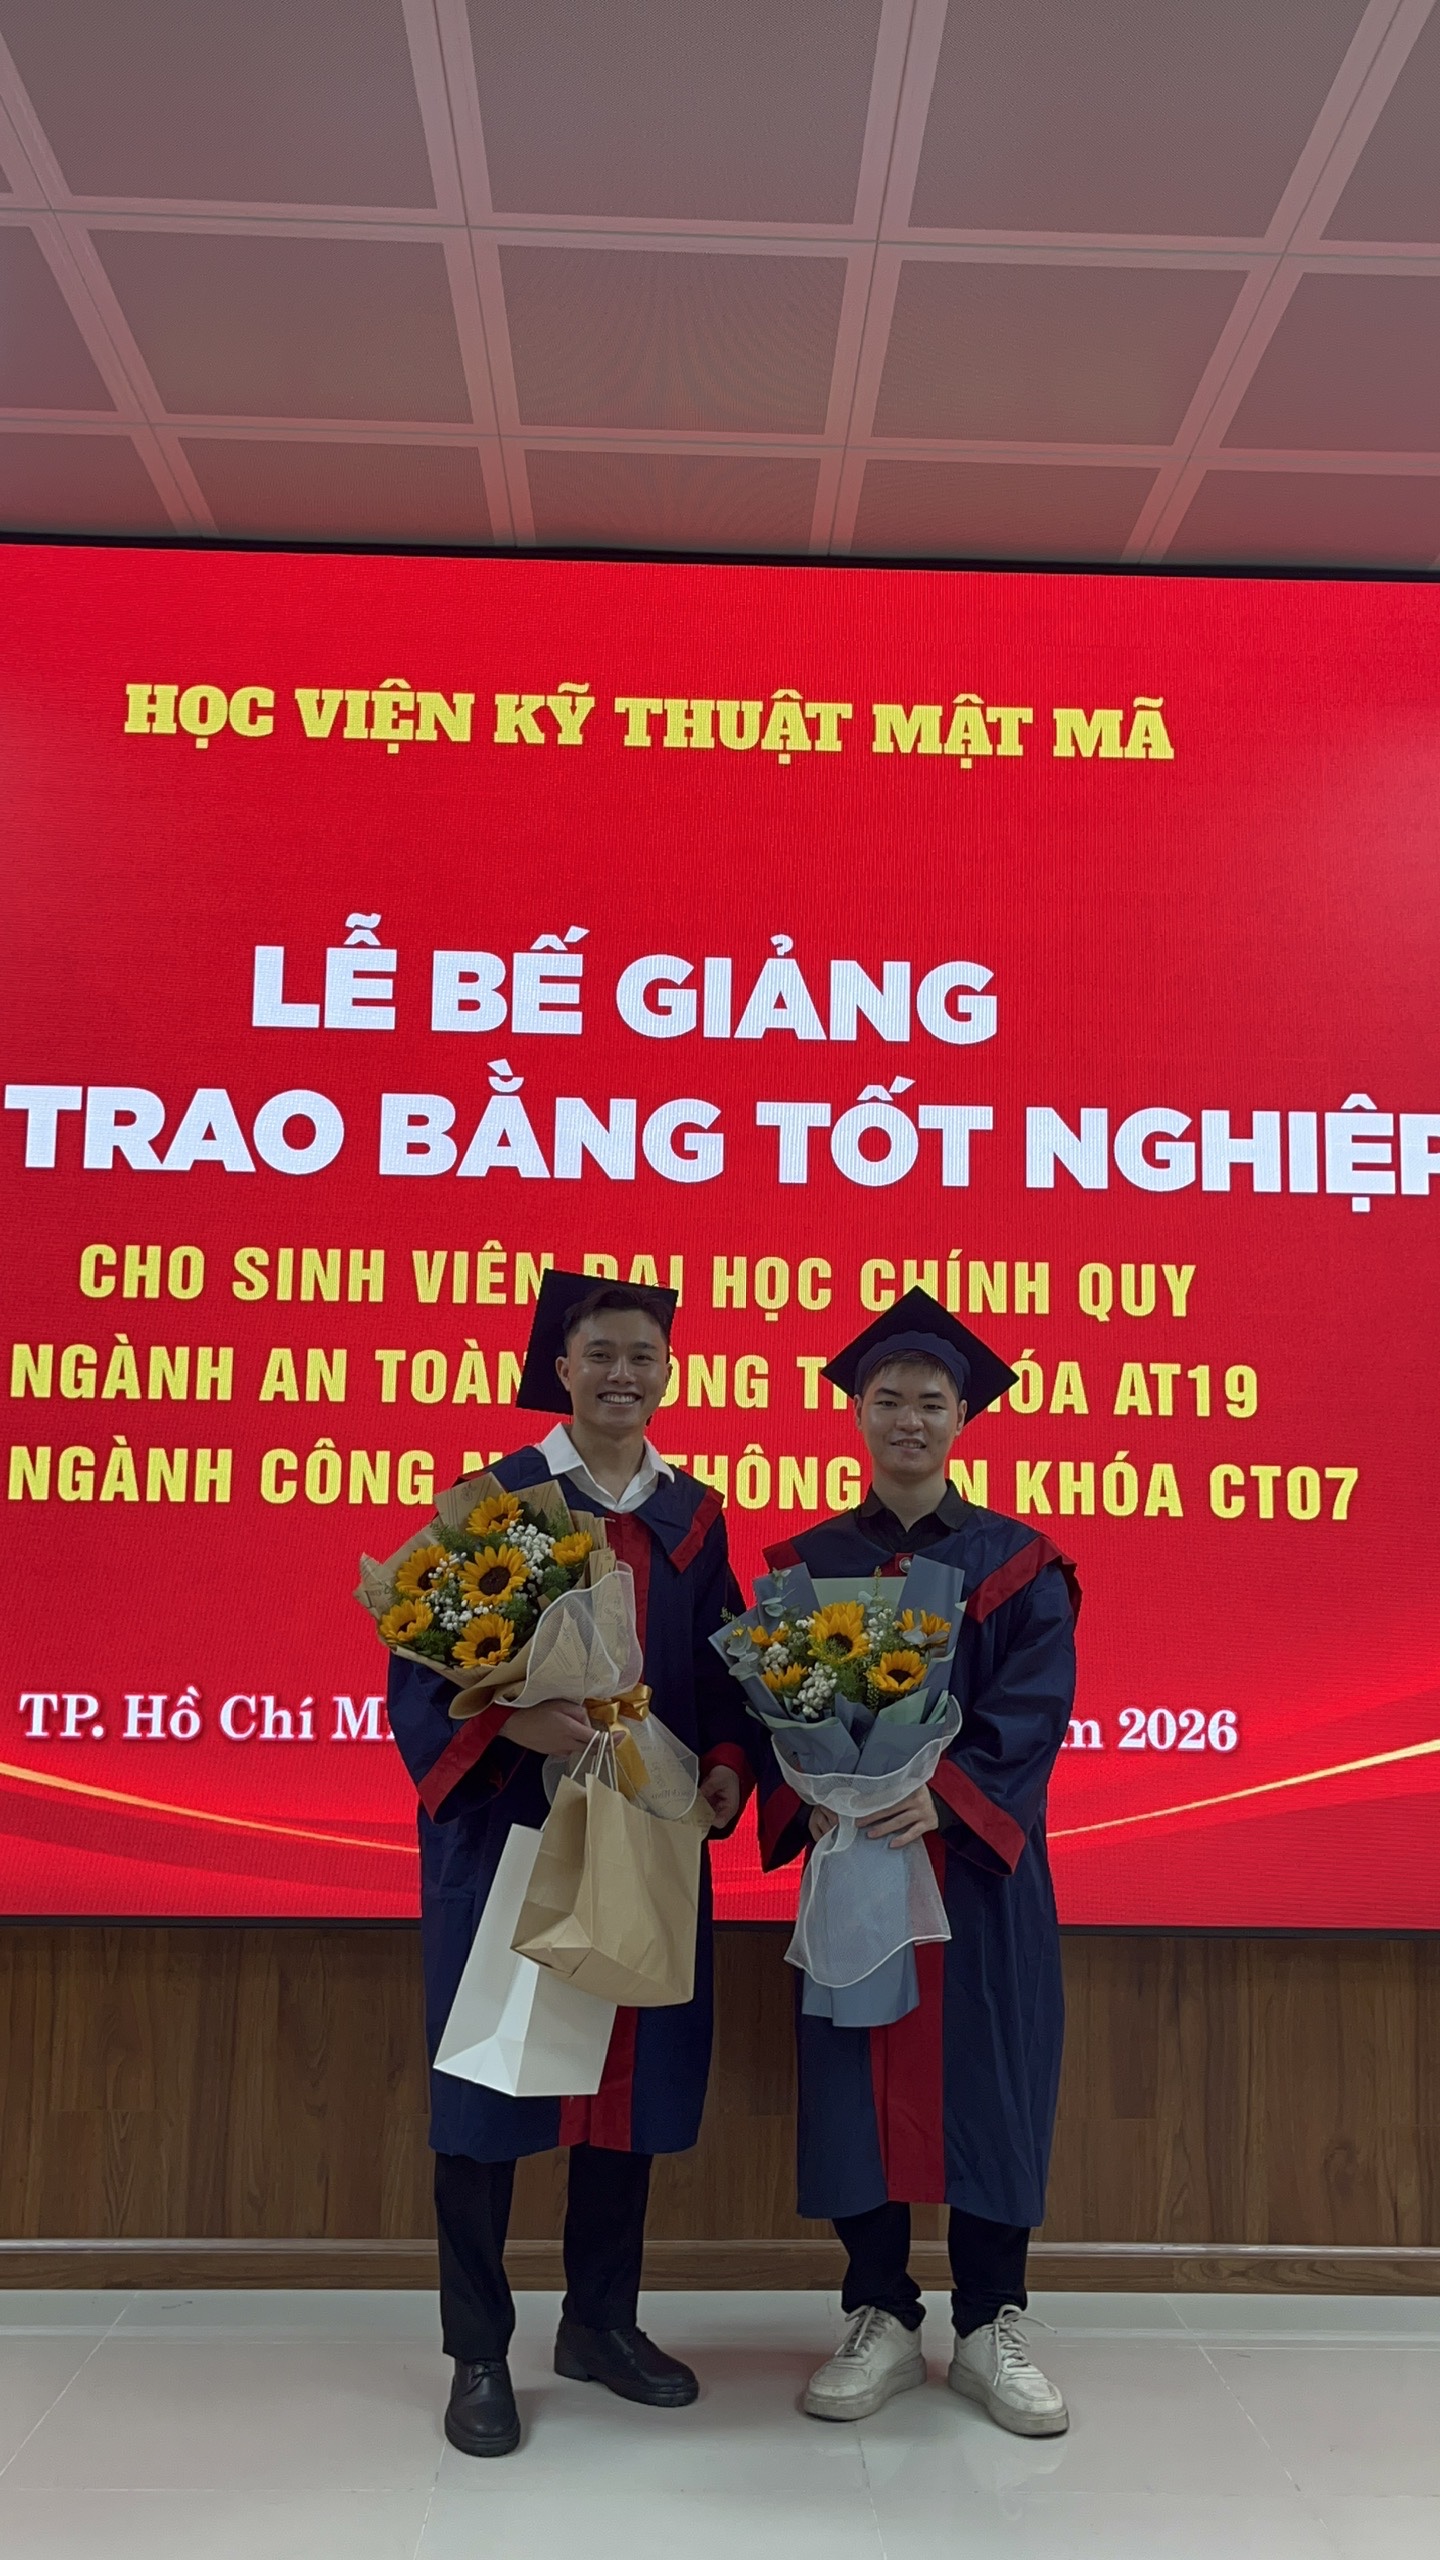 HỌC VIỆN KỸ THUẬT MẬT MÃ
LỄ BẾ GIẢNG
TRAO BẰNG TỐT NGHIỆP
CHO SINH VIÊN ĐẠI HỌC CHÍNH QUY
NGÀNH AN TOÀN KHÓA AT19
NGÀNH CÔNG THÔNG KHÓA CT07
TP. Hồ Chí 2026